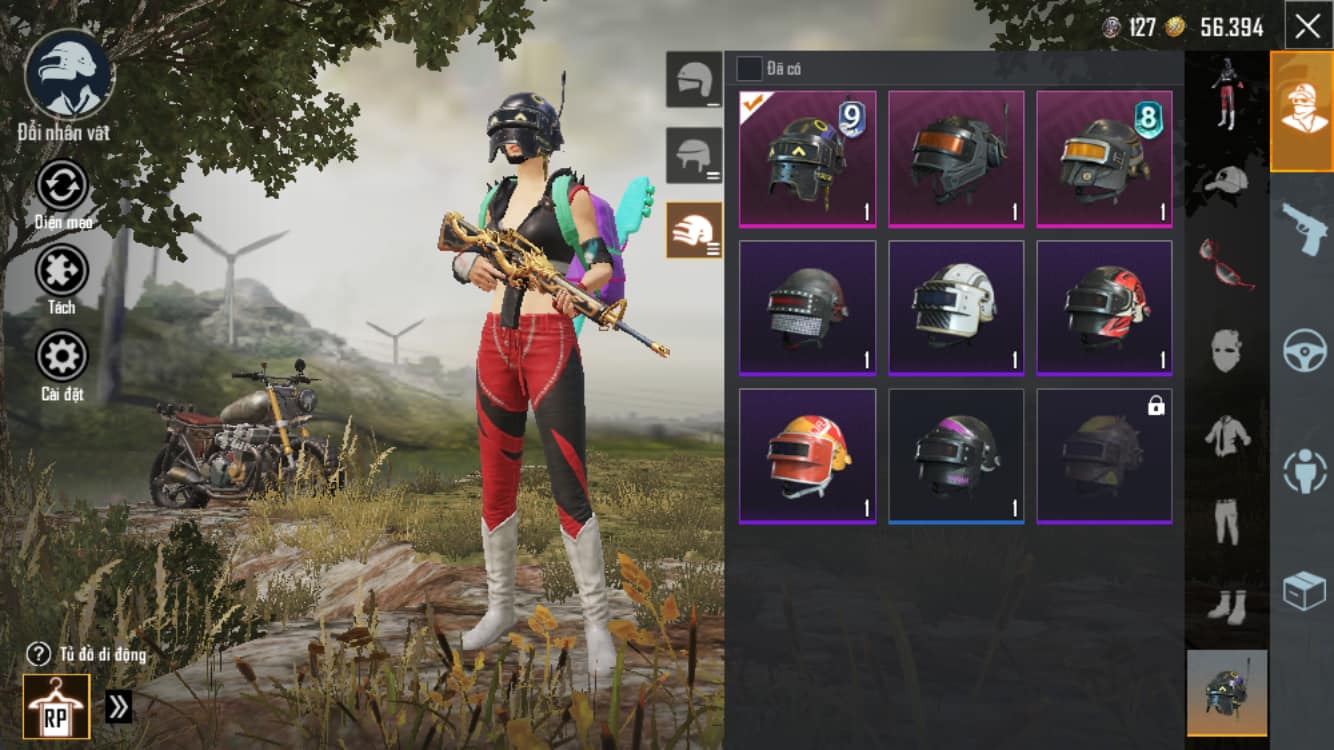 127 56.394
Đổi nhân vật
Đã có
9
8
1 1 1
Diện mạo
Tách
1 1 1
Cài đặt
1 1
Tủ đồ di động
RP